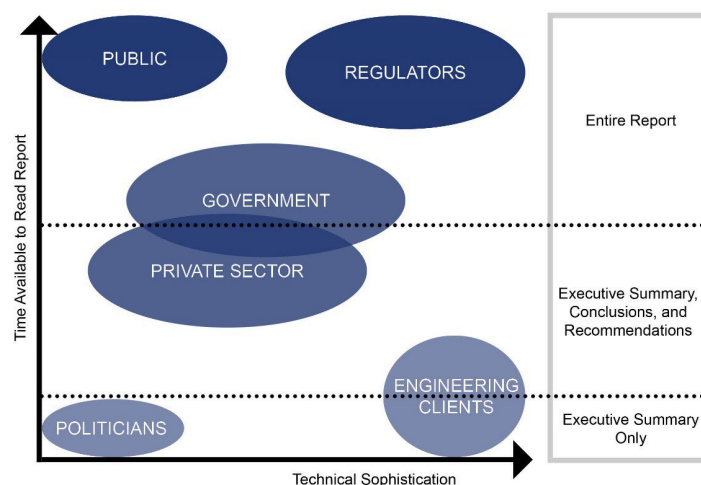 PUBLIC
REGULATORS
Entire Report
GOVERNMENT
PRIVATE SECTOR
Time Available to Read Report
Executive Summary,
Conclusions, and
Recommendations
ENGINEERING
CLIENTS
POLITICIANS
Executive Summary
Only
Technical Sophistication